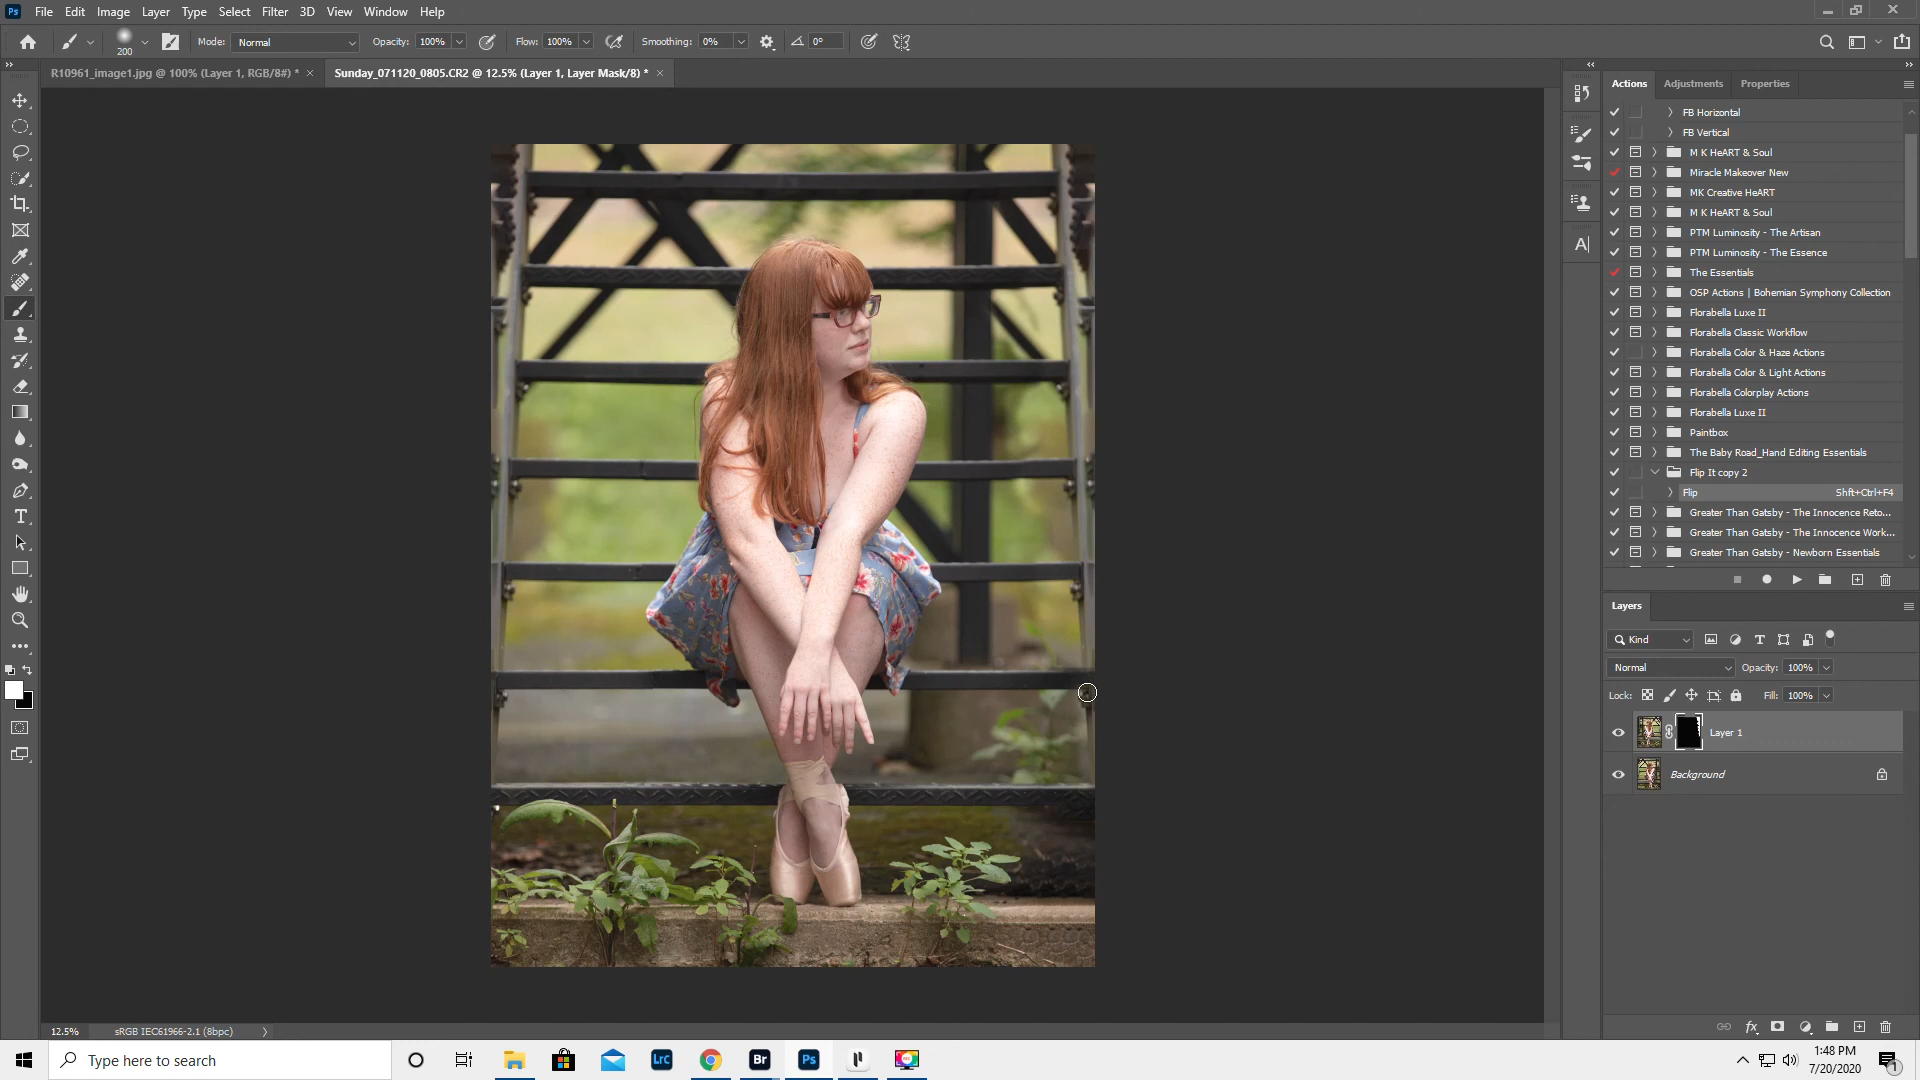 Ps File Edit Image Layer Type Select Filter 3D View Window Help
200 Mode: Normal Opacity: 100% Flow: 100% Smoothing: 0% 0°
R10961_image1.jpg @ 100% (Layer 1, RGB/8#) * × Sunday_071120_0805.CR2 @ 12.5% (Layer 1, Layer Mask/8) * ×
Actions Adjustments Properties
FB Horizontal
FB Vertical
M K HeART & Soul
Miracle Makeover New
MK Creative HeART
M K HeART & Soul
PTM Luminosity - The Artisan
PTM Luminosity - The Essence
The Essentials
OSP Actions | Bohemian Symphony Collection
Florabella Luxe II
Florabella Classic Workflow
Florabella Color & Haze Actions
Florabella Color & Light Actions
Florabella Colorplay Actions
Florabella Luxe II
Paintbox
The Baby Road_Hand Editing Essentials
Flip It copy 2
Flip Shft+Ctrl+F4
Greater Than Gatsby - The Innocence Reto...
Greater Than Gatsby - The Innocence Work...
Greater Than Gatsby - Newborn Essentials
Layers
Kind
Normal Opacity: 100%
Lock: Fill: 100%
Layer 1
Background
fx
12.5% sRGB IEC61966-2.1 (8bpc)
Type here to search
LrC Br Ps
1:48 PM
7/20/2020
1